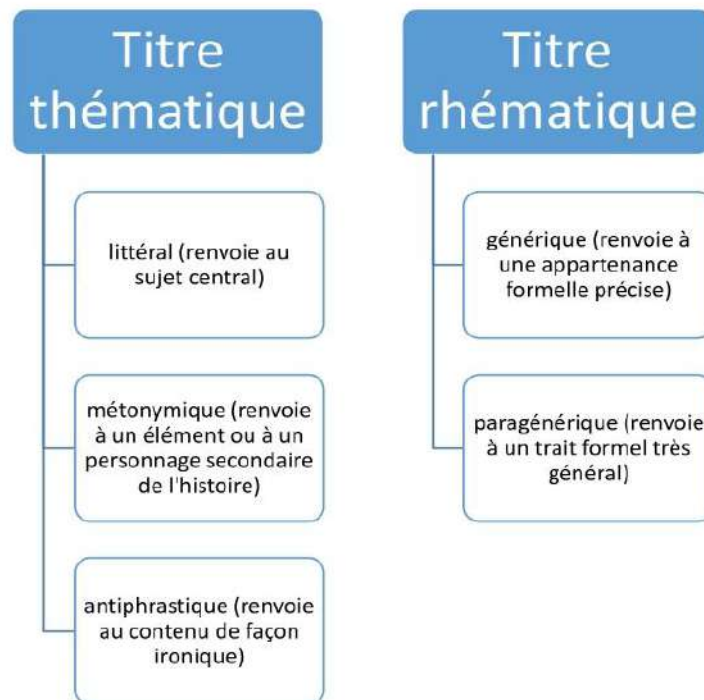 Titre
thématique
littéral (renvoie au
sujet central)
métonymique (renvoie
à un élément ou à un
personnage secondaire
de l'histoire)
antiphrastique (renvoie
au contenu de façon
ironique)
Titre
rhématique
générique (renvoie à
une appartenance
formelle précise)
paragénérique (renvoie
à un trait formel très
général)